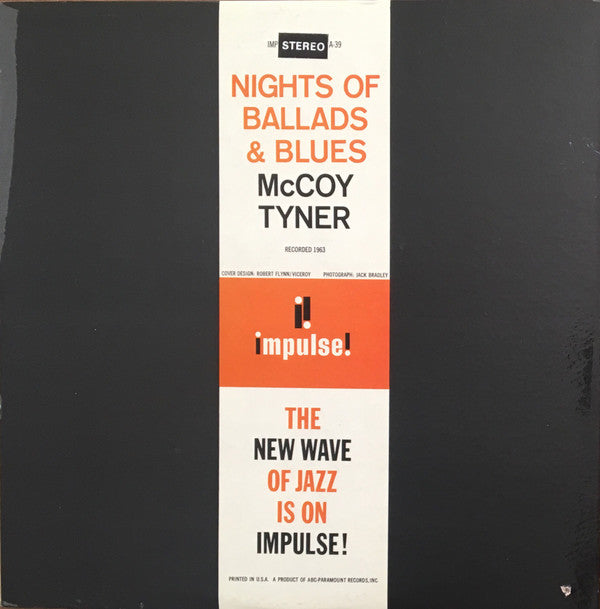 IMP STEREO A-39
NIGHTS OF
BALLADS
& BLUES
McCOY
TYNER
RECORDED 1963
COVER DESIGN: ROBERT FLYNN/VICEROY PHOTOGRAPH: JACK BRADLEY
impulse!
THE
NEW WAVE
OF JAZZ
IS ON
IMPULSE!
PRINTED IN U.S.A. A PRODUCT OF ABC-PARAMOUNT RECORDS, INC.